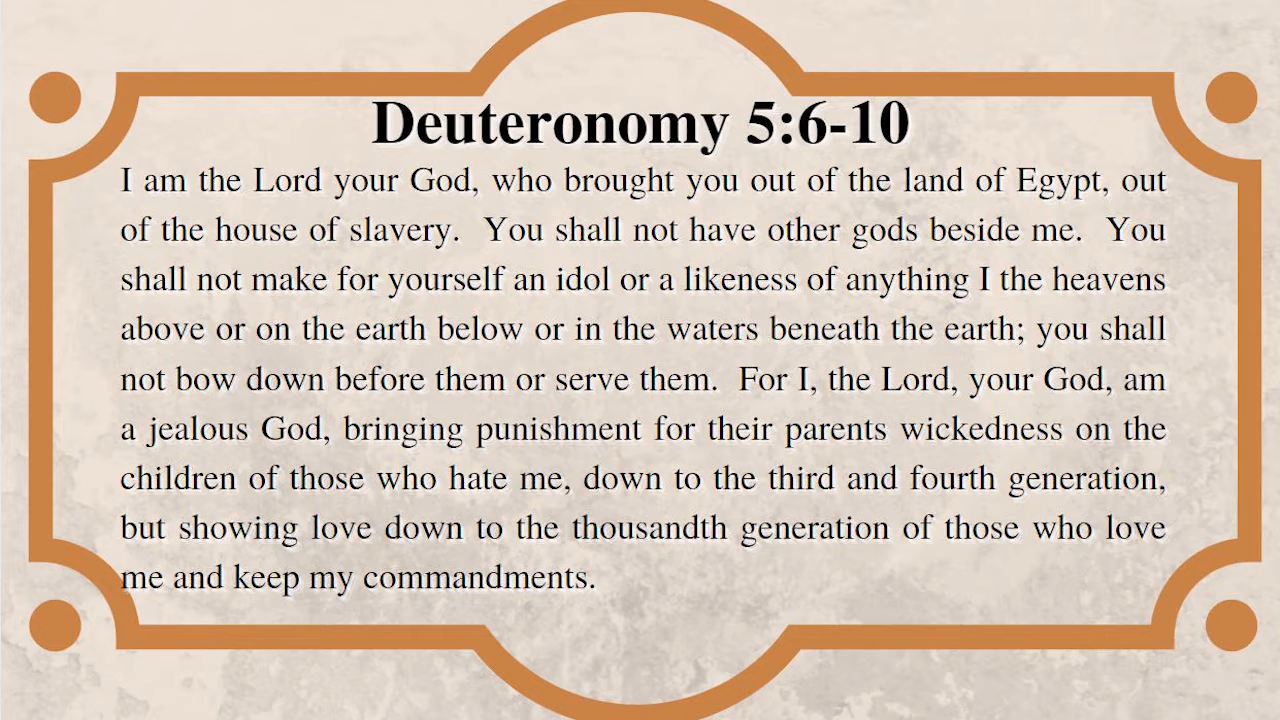 Deuteronomy 5:6-10
I am the Lord your God, who brought you out of the land of Egypt, out
of the house of slavery.  You shall not have other gods beside me.  You
shall not make for yourself an idol or a likeness of anything I the heavens
above or on the earth below or in the waters beneath the earth; you shall
not bow down before them or serve them.  For I, the Lord, your God, am
a jealous God, bringing punishment for their parents wickedness on the
children of those who hate me, down to the third and fourth generation,
but showing love down to the thousandth generation of those who love
me and keep my commandments.